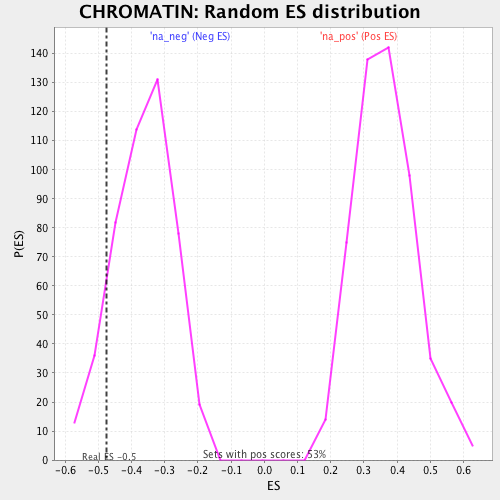 CHROMATIN: Random ES distribution
'na_neg' (Neg ES) 'na_pos' (Pos ES)
140
130
120
110
100
90
80
70
60
50
40
30
20
10
0
P(ES)
Real ES -0.5 Sets with pos scores: 53%
-0.6 -0.5 -0.4 -0.3 -0.2 -0.1 0.0 0.1 0.2 0.3 0.4 0.5 0.6
ES